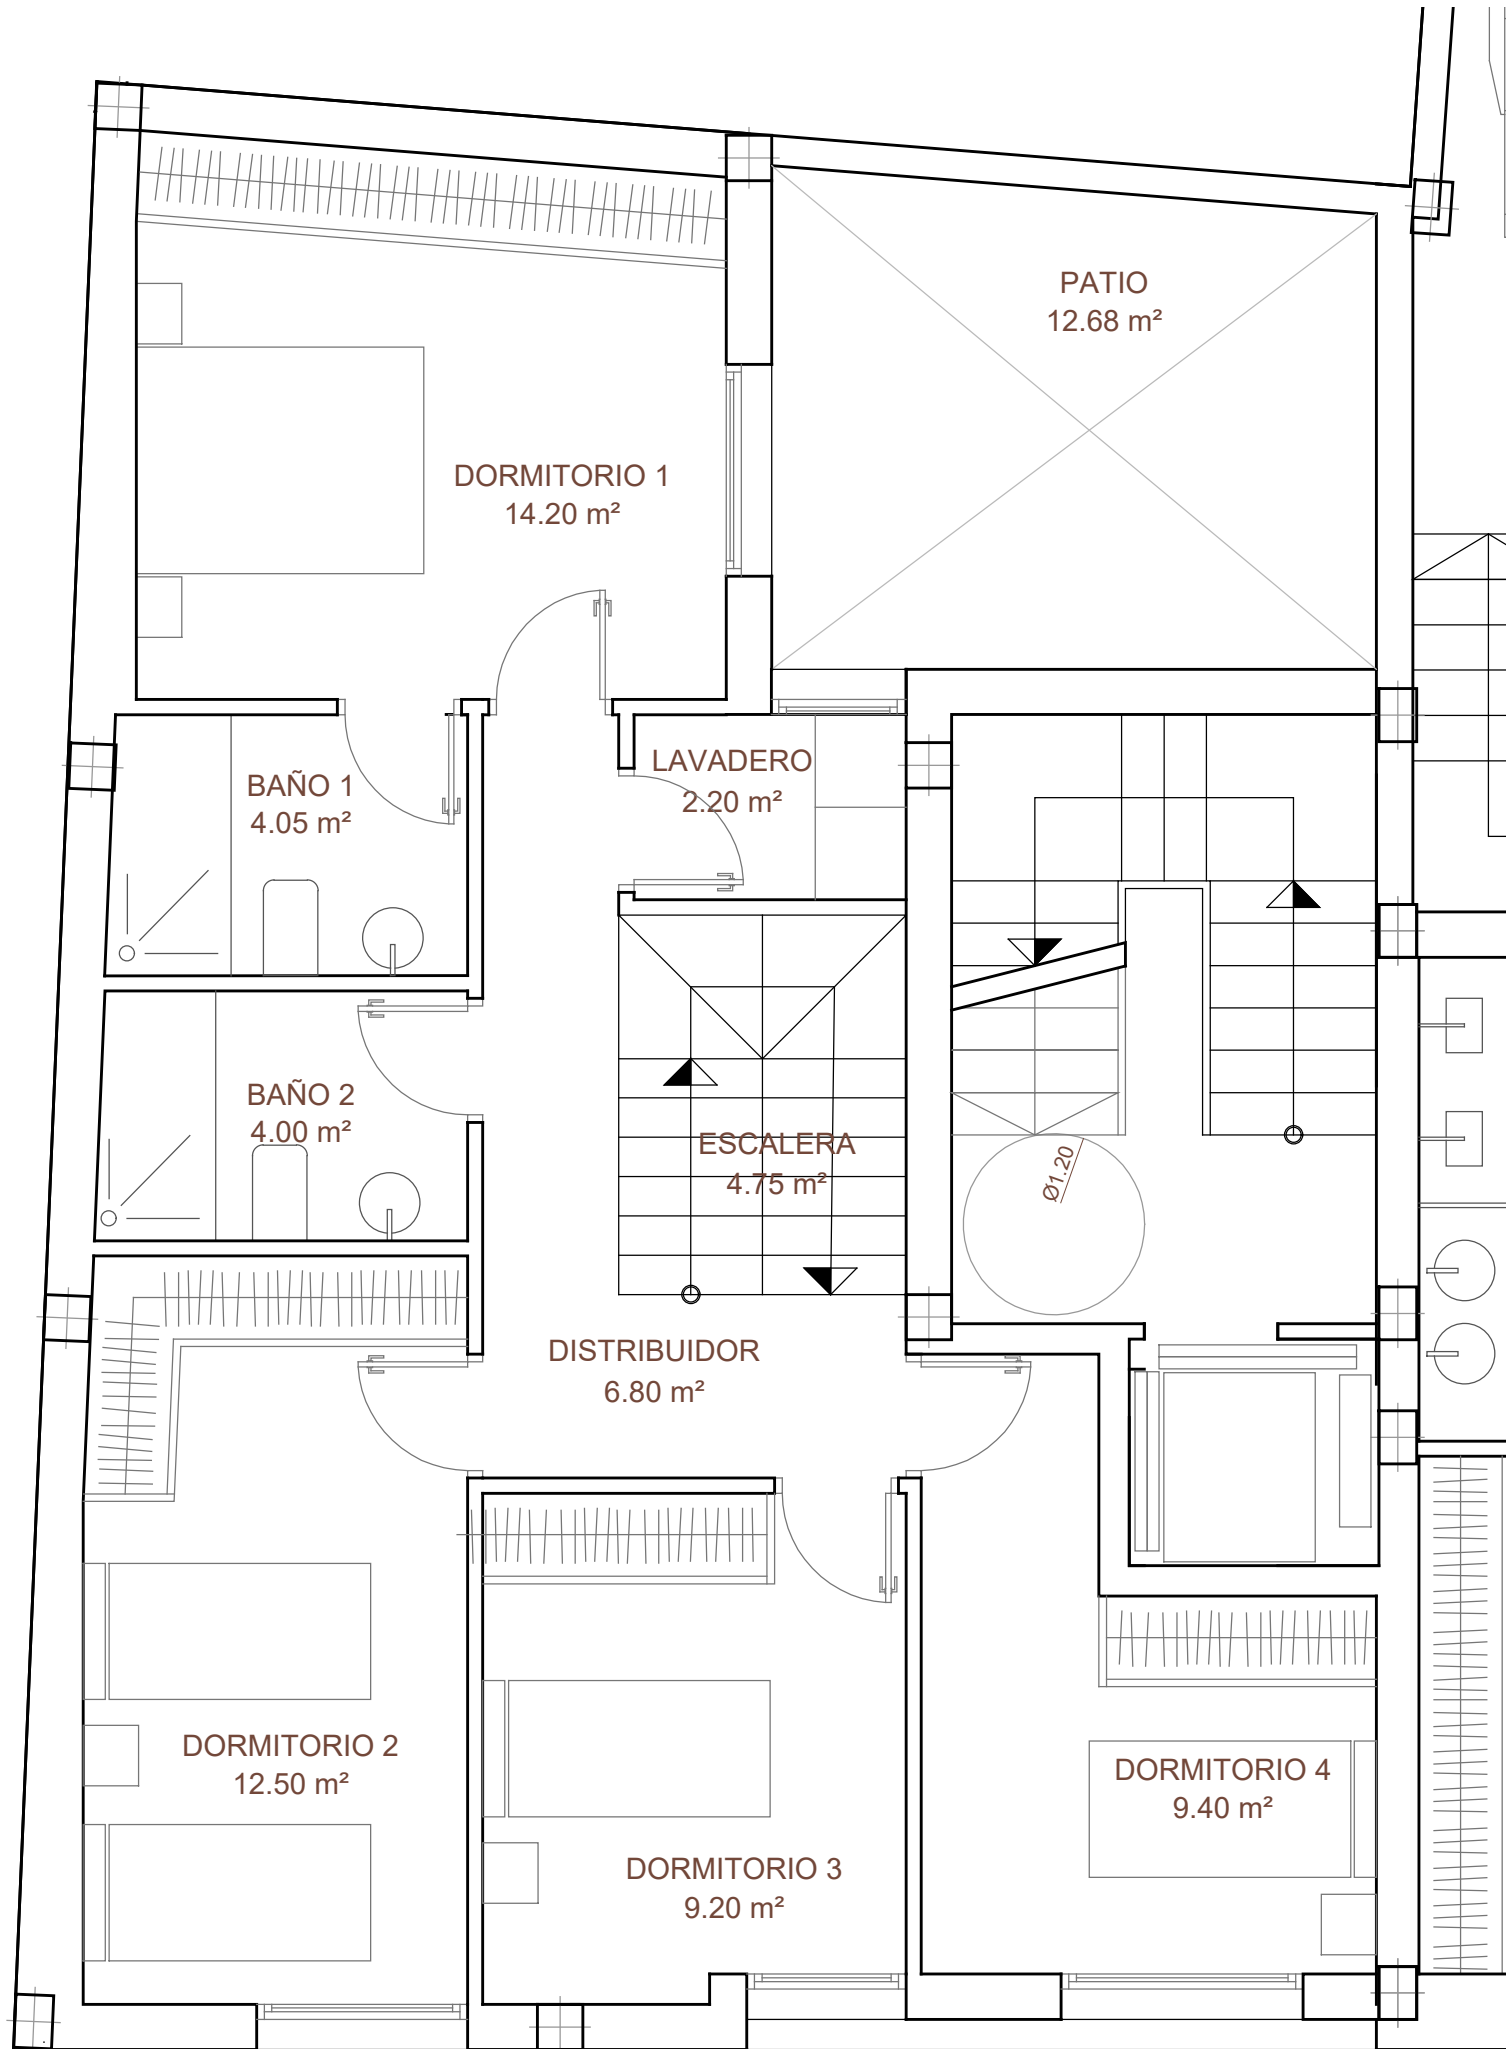 PATIO
12.68 m²
DORMITORIO 1
14.20 m²
LAVADERO
2.20 m²
BAÑO 1
4.05 m²
BAÑO 2
4.00 m²
ESCALERA
4.75 m²
Ø1.20
DISTRIBUIDOR
6.80 m²
DORMITORIO 2
12.50 m²
DORMITORIO 4
9.40 m²
DORMITORIO 3
9.20 m²